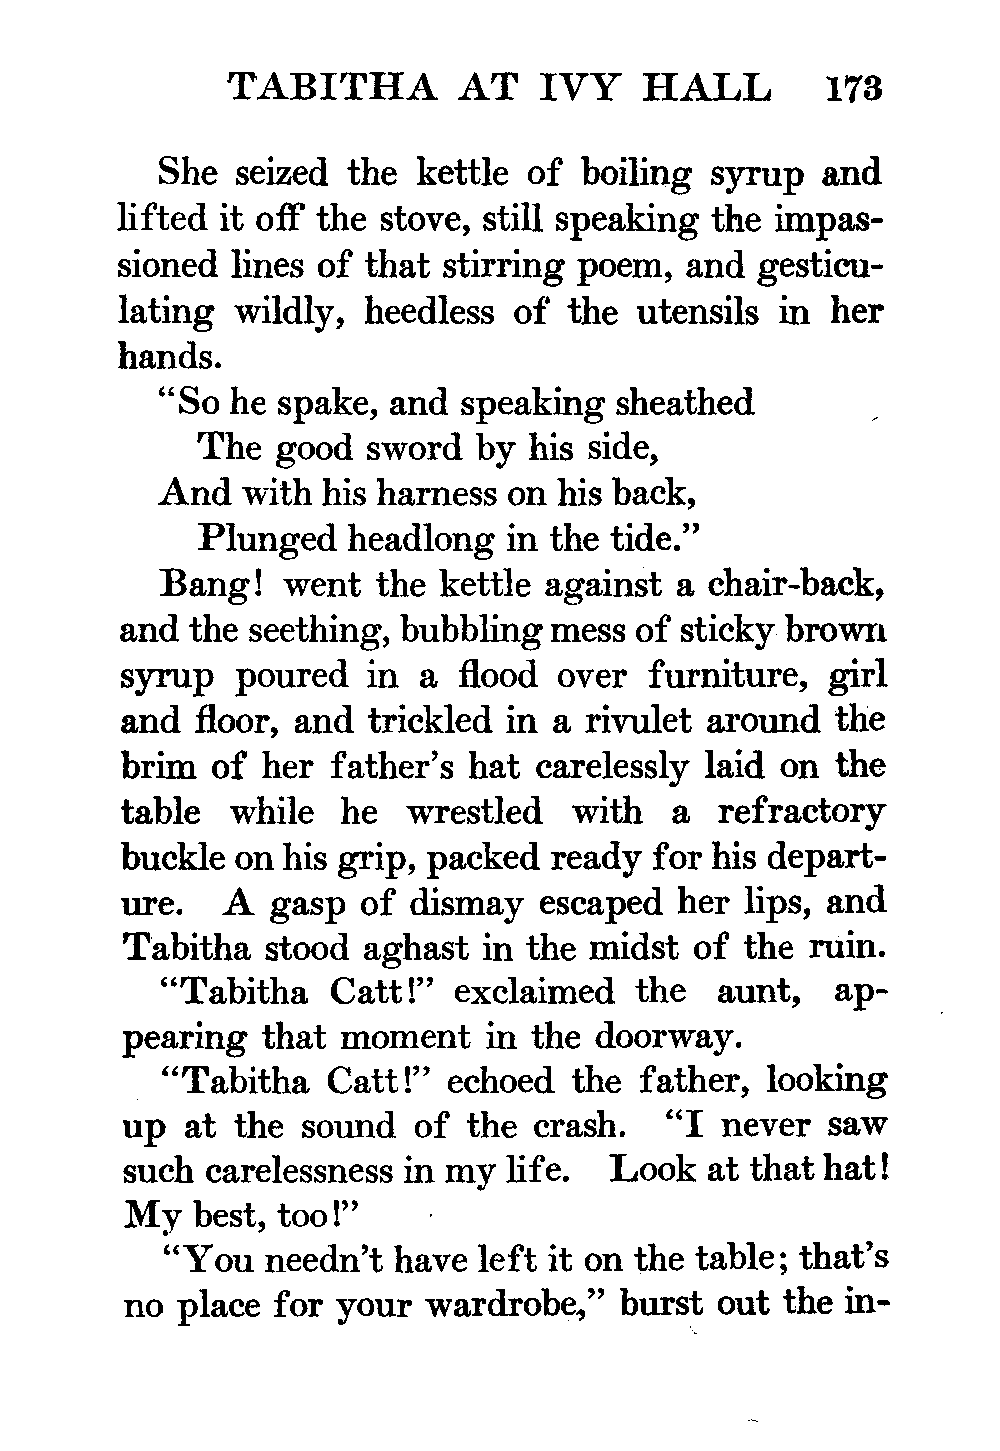 TABITHA AT IVY HALL 173
She seized the kettle of boiling syrup and
lifted it off the stove, still speaking the impas-
sioned lines of that stirring poem, and gesticu-
lating wildly, heedless of the utensils in her
hands.
"So he spake, and speaking sheathed
The good sword by his side,
And with his harness on his back,
Plunged headlong in the tide."
Bang! went the kettle against a chair-back,
and the seething, bubbling mess of sticky brown
syrup poured in a flood over furniture, girl
and floor, and trickled in a rivulet around the
brim of her father's hat carelessly laid on the
table while he wrestled with a refractory
buckle on his grip, packed ready for his depart-
ure. A gasp of dismay escaped her lips, and
Tabitha stood aghast in the midst of the ruin.
"Tabitha Catt!" exclaimed the aunt, ap-
pearing that moment in the doorway.
"Tabitha Catt!" echoed the father, looking
up at the sound of the crash. "I never saw
such carelessness in my life. Look at that hat!
My best, too!"
"You needn't have left it on the table; that's
no place for your wardrobe," burst out the in-